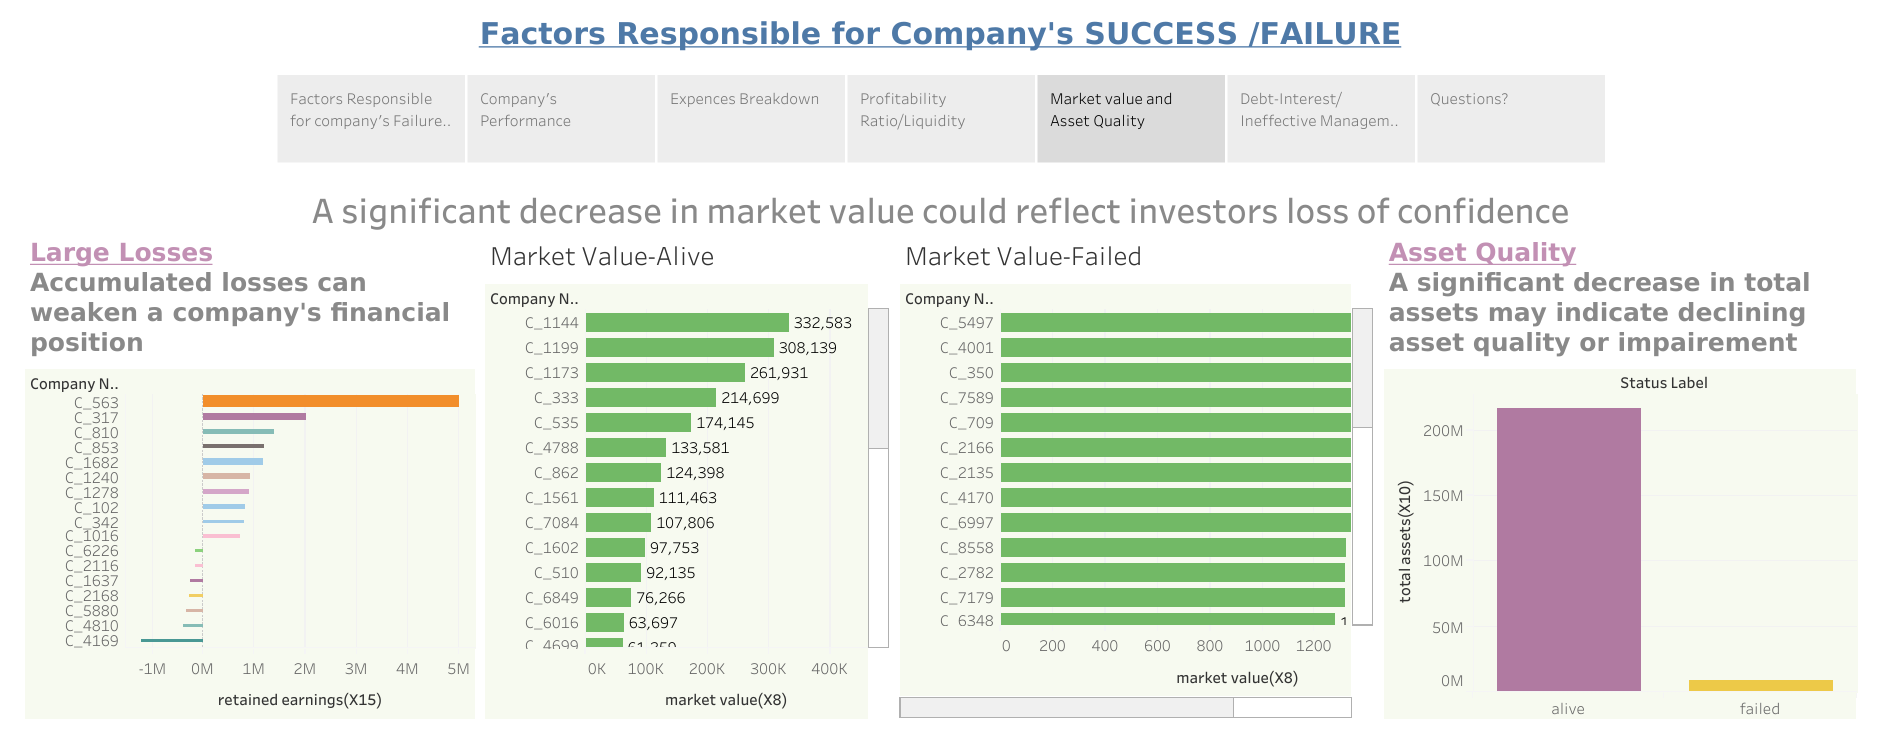 Factors Responsible for Company's SUCCESS /FAILURE
Factors Responsible
for company's Failure..
Company's
Performance
Expences Breakdown
Profitability
Ratio/Liquidity
Market value and
Asset Quality
Debt-Interest/
Ineffective Managem..
Questions?
A significant decrease in market value could reflect investors loss of confidence
Large Losses
Accumulated losses can
weaken a company's financial
position
Company N..
C_563
C_317
C_810
C_853
C_1682
C_1240
C_1278
C_102
C_342
C_1016
C_6226
C_2116
C_1637
C_2168
C_5880
C_4810
C_4169
-1M 0M 1M 2M 3M 4M 5M
retained earnings(X15)
Market Value-Alive
Company N..
C_1144 332,583
C_1199 308,139
C_1173 261,931
C_333 214,699
C_535 174,145
C_4788 133,581
C_862 124,398
C_1561 111,463
C_7084 107,806
C_1602 97,753
C_510 92,135
C_6849 76,266
C_6016 63,697
C_4699
0K 100K 200K 300K 400K
market value(X8)
Market Value-Failed
Company N..
C_5497
C_4001
C_350
C_7589
C_709
C_2166
C_2135
C_4170
C_6997
C_8558
C_2782
C_7179
C_6348
0 200 400 600 800 1000 1200
market value(X8)
Asset Quality
A significant decrease in total
assets may indicate declining
asset quality or impairement
Status Label
total assets(X10)
200M
150M
100M
50M
0M
alive failed